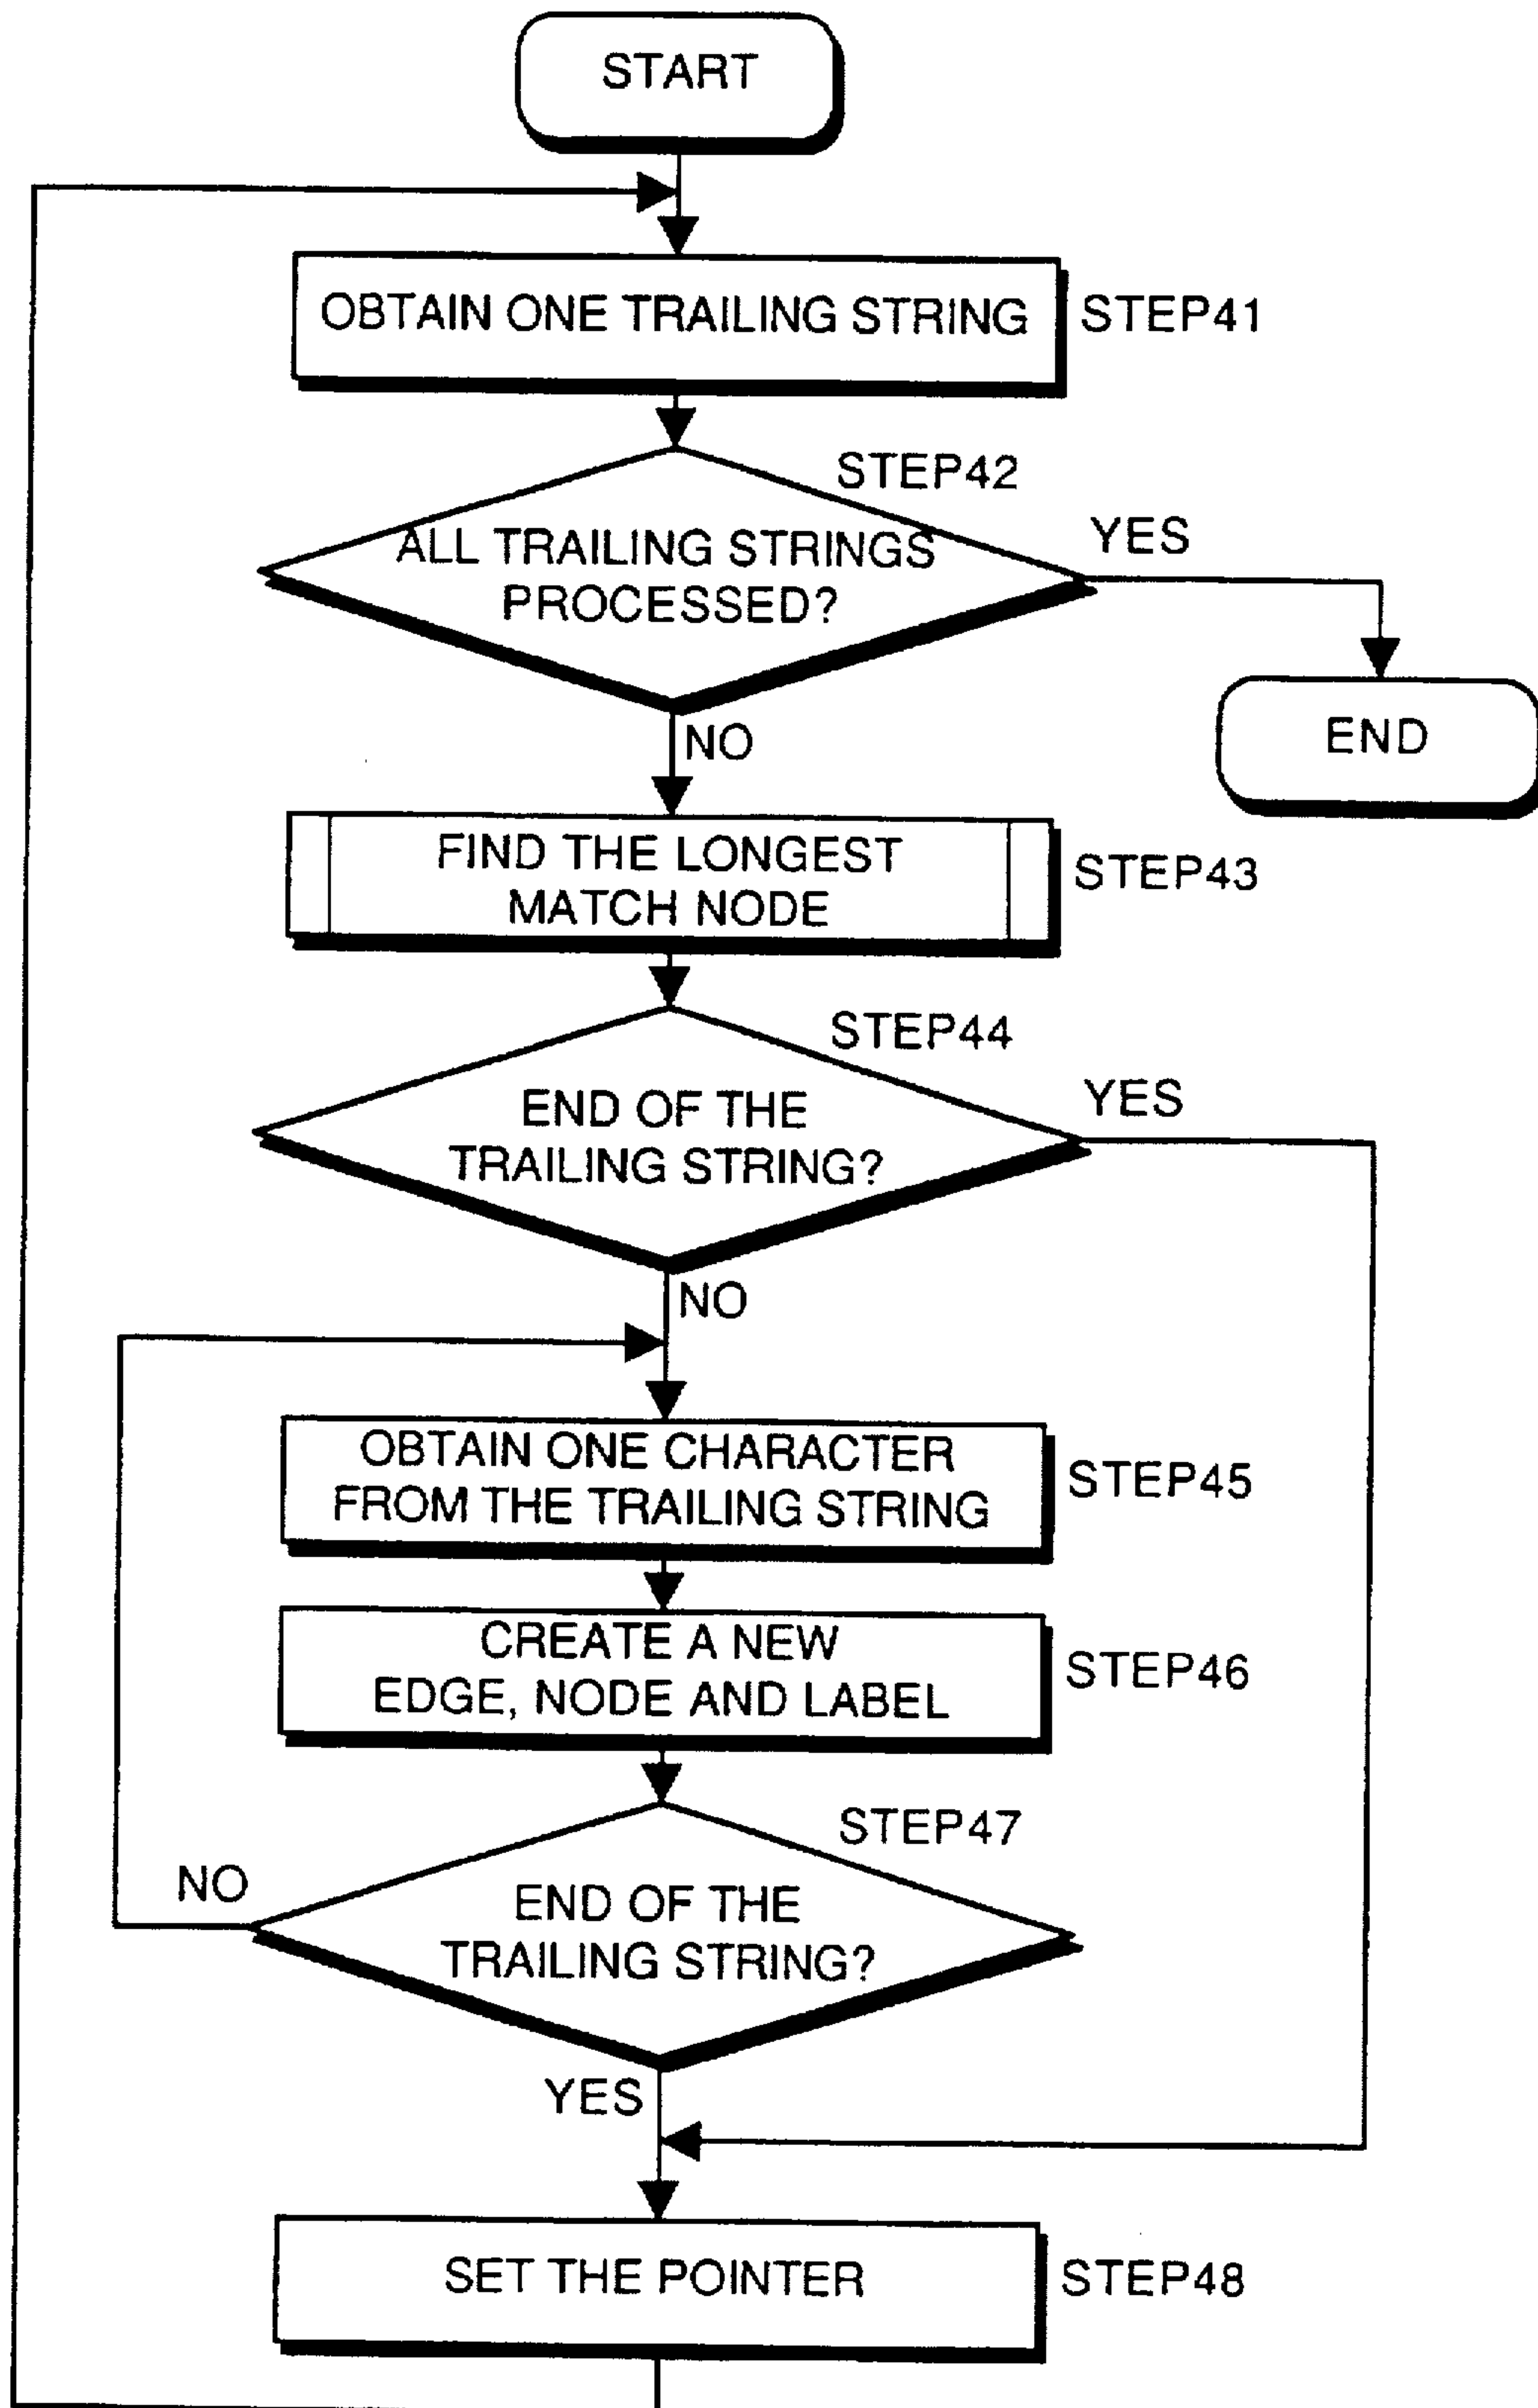 START
OBTAIN ONE TRAILING STRING
STEP41
STEP42
ALL TRAILING STRINGS
PROCESSED?
YES
END
NO
FIND THE LONGEST
MATCH NODE
STEP43
STEP44
END OF THE
TRAILING STRING?
YES
NO
OBTAIN ONE CHARACTER
FROM THE TRAILING STRING
STEP45
CREATE A NEW
EDGE, NODE AND LABEL
STEP46
STEP47
NO
END OF THE
TRAILING STRING?
YES
SET THE POINTER
STEP48